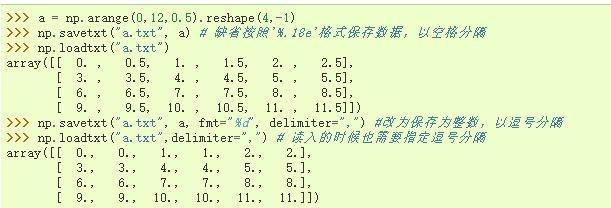 >>> a = np.arange(0,12,0.5).reshape(4,-1)
>>> np.savetxt("a.txt", a) # 缺省按照'%.18e'格式保存数据，以空格分隔
>>> np.loadtxt("a.txt")
array([[  0. ,   0.5,   1. ,   1.5,   2. ,   2.5],
       [  3. ,   3.5,   4. ,   4.5,   5. ,   5.5],
       [  6. ,   6.5,   7. ,   7.5,   8. ,   8.5],
       [  9. ,   9.5,  10. ,  10.5,  11. ,  11.5]])
>>> np.savetxt("a.txt", a, fmt="%d", delimiter=",") #改为保存为整数，以逗号分隔
>>> np.loadtxt("a.txt",delimiter=",") # 读入的时候也需要指定逗号分隔
array([[  0.,   0.,   1.,   1.,   2.,   2.],
       [  3.,   3.,   4.,   4.,   5.,   5.],
       [  6.,   6.,   7.,   7.,   8.,   8.],
       [  9.,   9.,  10.,  10.,  11.,  11.]])